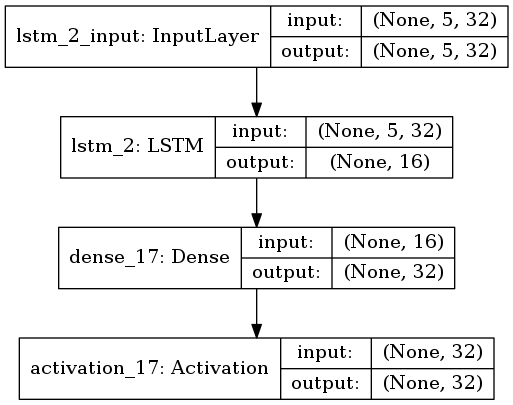 lstm_2_input: InputLayer
input: (None, 5, 32)
output: (None, 5, 32)
lstm_2: LSTM
input: (None, 5, 32)
output: (None, 16)
dense_17: Dense
input: (None, 16)
output: (None, 32)
activation_17: Activation
input: (None, 32)
output: (None, 32)